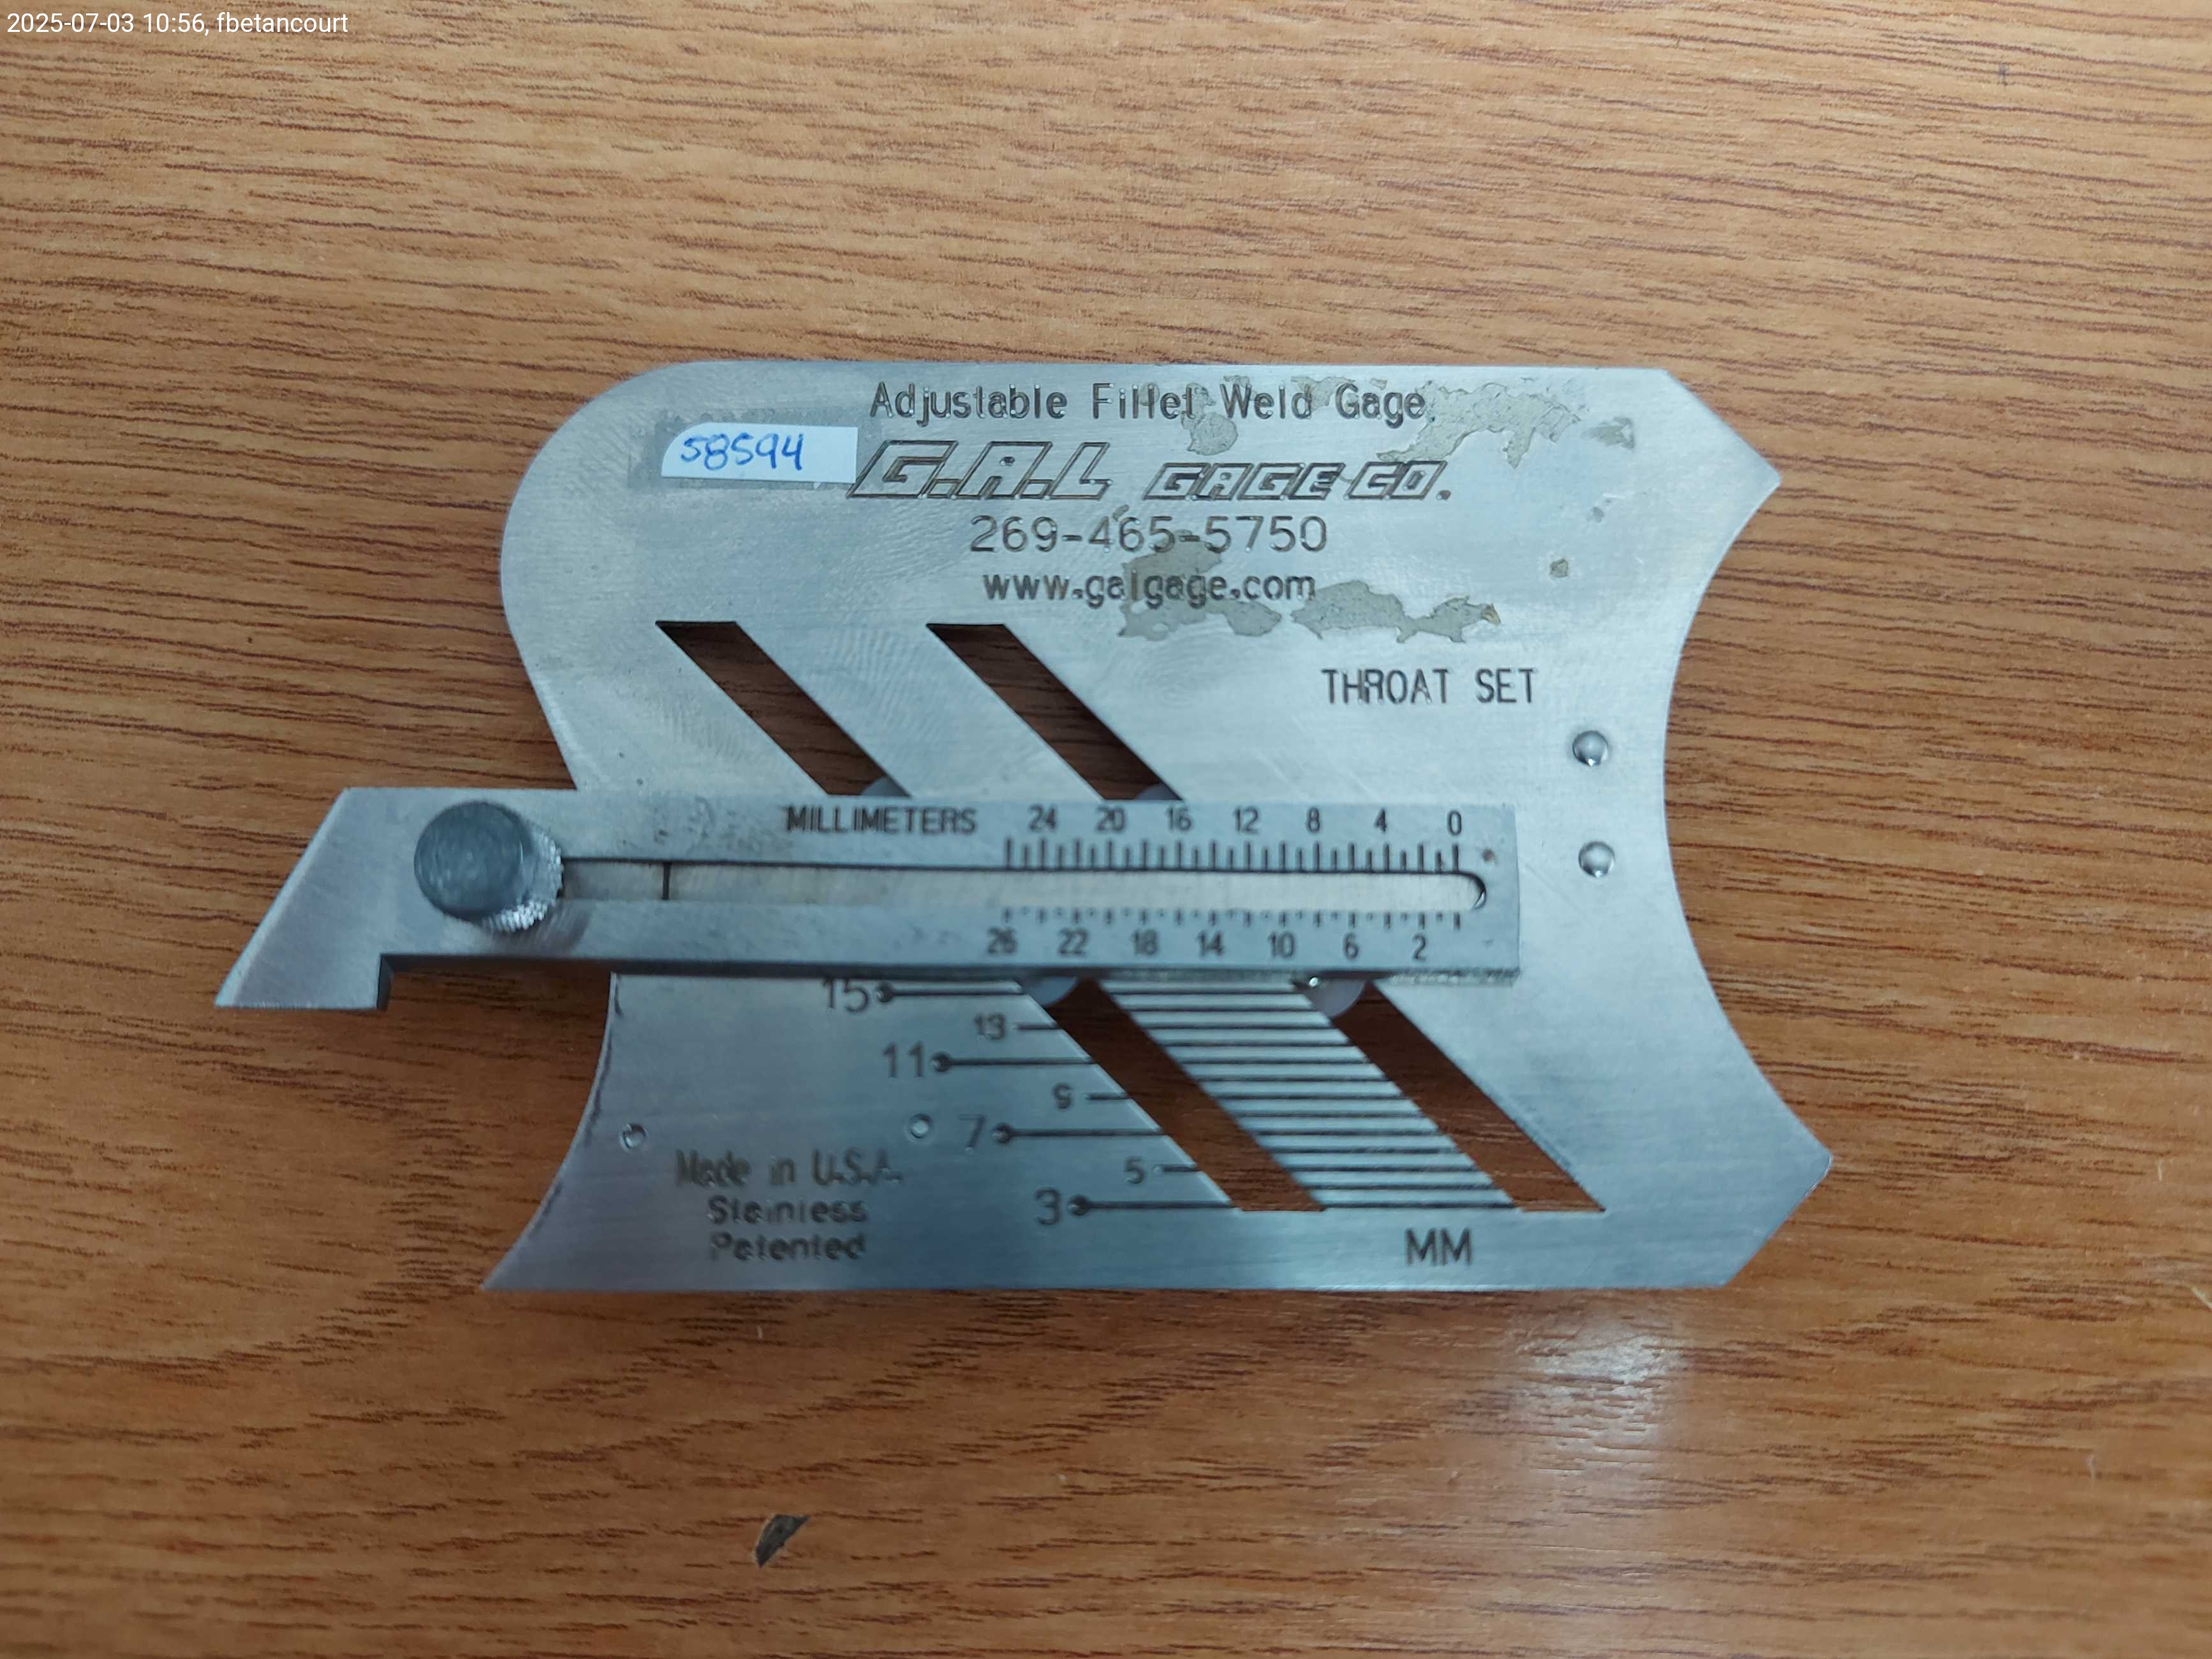 2025-07-03 10:56, fbetancourt
Adjustable Fillet Weld Gage
58594
G.A.L GAGE CO.
269-465-5750
www.galgage.com
THROAT SET
MILLIMETERS 24 20 16 12 8 4 0
26 22 18 14 10 6 2
15
13
11
9
7
5
3
Made in U.S.A.
Stainless
Patented
MM